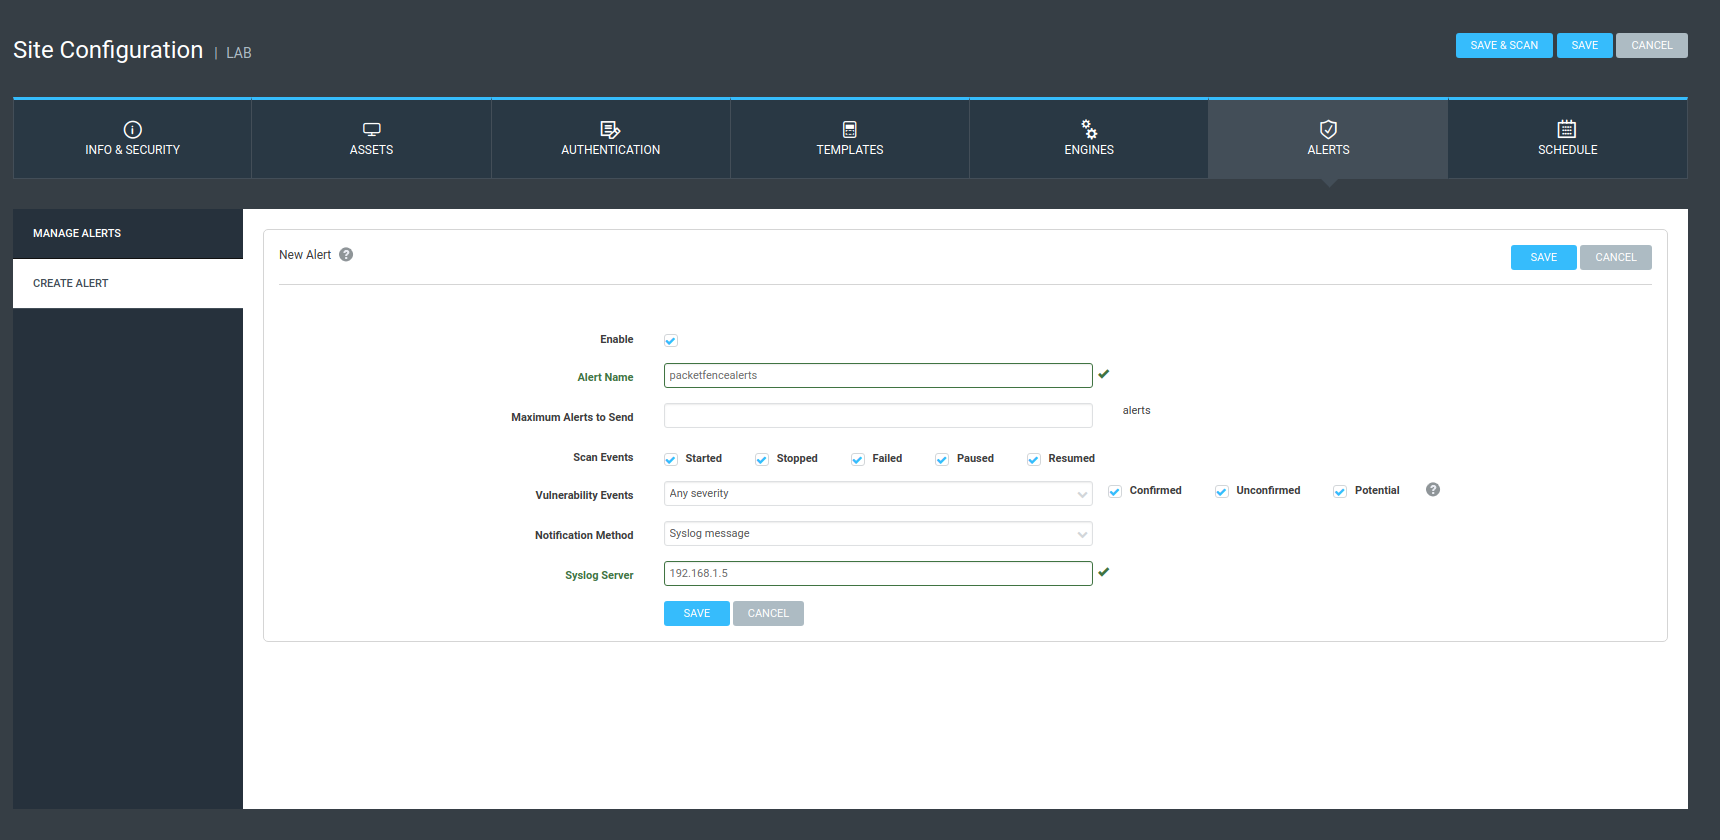 Site Configuration | LAB
SAVE & SCAN SAVE CANCEL
INFO & SECURITY ASSETS AUTHENTICATION TEMPLATES ENGINES ALERTS SCHEDULE
MANAGE ALERTS
CREATE ALERT
New Alert ?
SAVE CANCEL
Enable
Alert Name packetfencealerts
Maximum Alerts to Send alerts
Scan Events Started Stopped Failed Paused Resumed
Vulnerability Events Any severity Confirmed Unconfirmed Potential ?
Notification Method Syslog message
Syslog Server 192.168.1.5
SAVE CANCEL